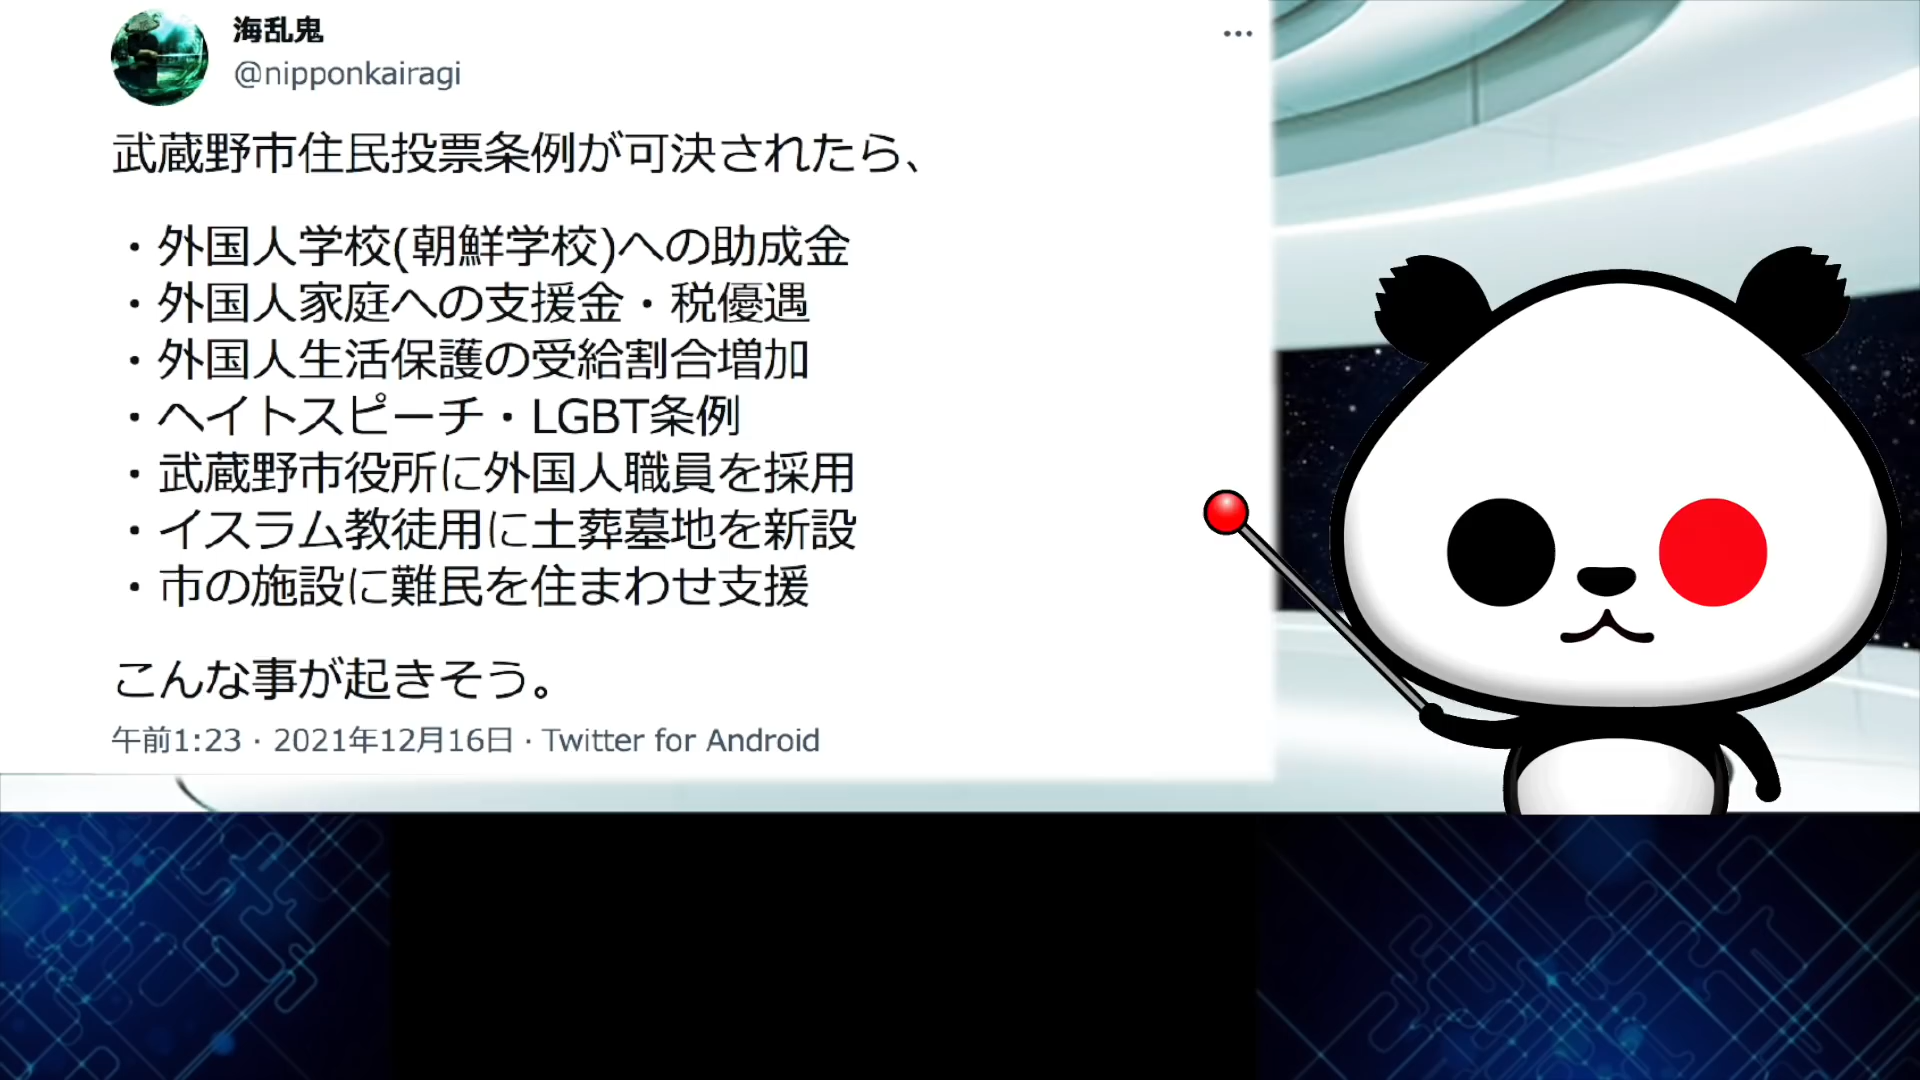 海乱鬼
@nipponkairagi
武蔵野市住民投票条例が可決されたら、
・外国人学校(朝鮮学校)への助成金
・外国人家庭への支援金・税優遇
・外国人生活保護の受給割合増加
・ヘイトスピーチ・LGBT条例
・武蔵野市役所に外国人職員を採用
・イスラム教徒用に土葬墓地を新設
・市の施設に難民を住まわせ支援
こんな事が起きそう。
午前1:23 · 2021年12月16日 · Twitter for Android